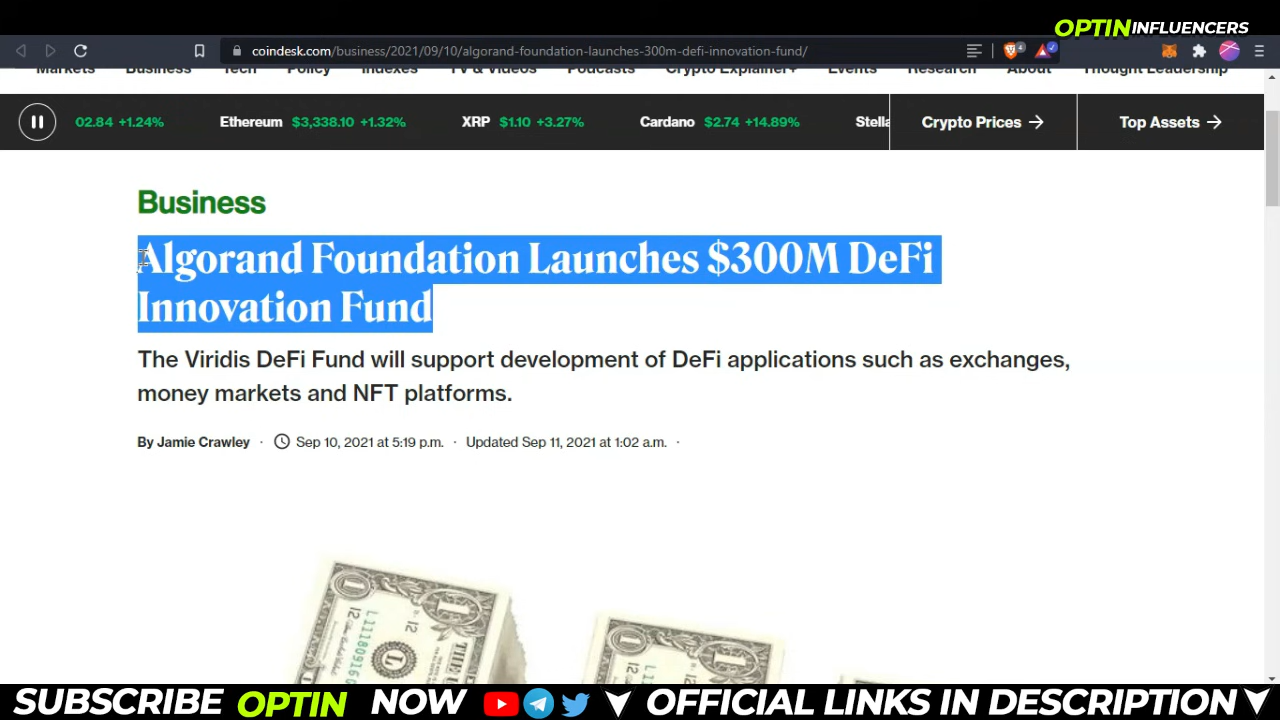 OPTIN INFLUENCERS
coindesk.com/business/2021/09/10/algorand-foundation-launches-300m-defi-innovation-fund/
Markets Business Tech Policy Indexes TV & Videos Podcasts Crypto Explainer+ Events Research About Thought Leadership
02.84 +1.24% Ethereum $3,338.10 +1.32% XRP $1.10 +3.27% Cardano $2.74 +14.89% Stella Crypto Prices → Top Assets →
Business
Algorand Foundation Launches $300M DeFi
Innovation Fund
The Viridis DeFi Fund will support development of DeFi applications such as exchanges,
money markets and NFT platforms.
By Jamie Crawley · Sep 10, 2021 at 5:19 p.m. · Updated Sep 11, 2021 at 1:02 a.m. ·
SUBSCRIBE OPTIN NOW OFFICIAL LINKS IN DESCRIPTION